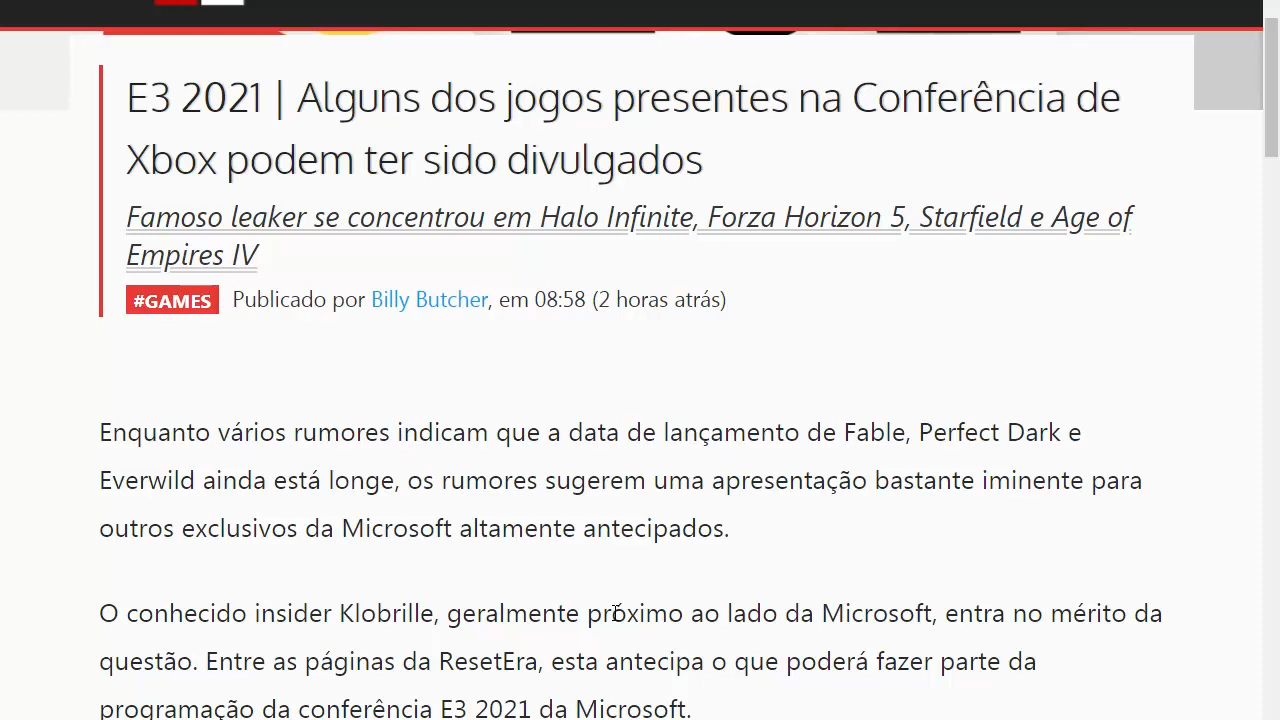 E3 2021 | Alguns dos jogos presentes na Conferência de
Xbox podem ter sido divulgados
Famoso leaker se concentrou em Halo Infinite, Forza Horizon 5, Starfield e Age of
Empires IV
#GAMES Publicado por Billy Butcher, em 08:58 (2 horas atrás)
Enquanto vários rumores indicam que a data de lançamento de Fable, Perfect Dark e
Everwild ainda está longe, os rumores sugerem uma apresentação bastante iminente para
outros exclusivos da Microsoft altamente antecipados.
O conhecido insider Klobrille, geralmente próximo ao lado da Microsoft, entra no mérito da
questão. Entre as páginas da ResetEra, esta antecipa o que poderá fazer parte da
programação da conferência E3 2021 da Microsoft.